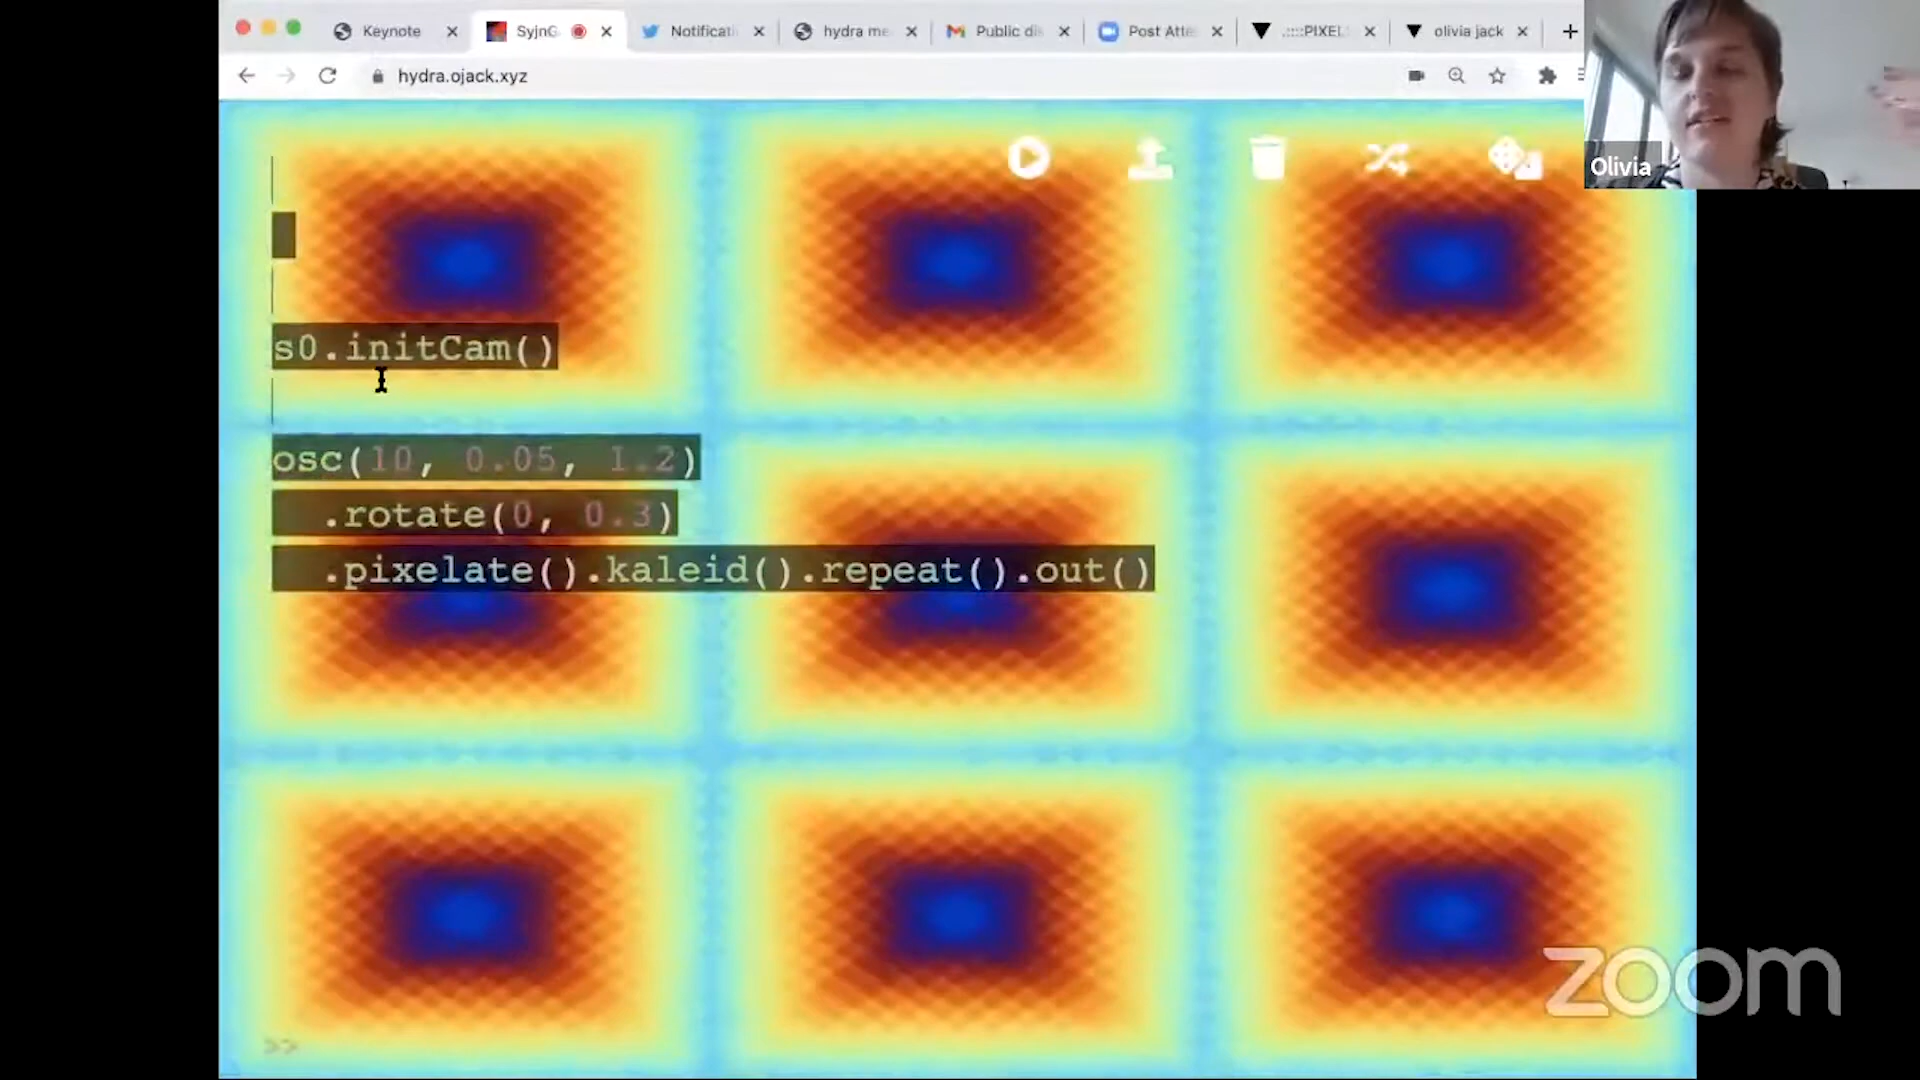 Keynote
SyjnG
Notificati
hydra me
Public di
Post Atte
.::::PIXEL
olivia jack
hydra.ojack.xyz
Olivia
s0.initCam()
osc(10, 0.05, 1.2)
.rotate(0, 0.3)
.pixelate().kaleid().repeat().out()
>>
zoom